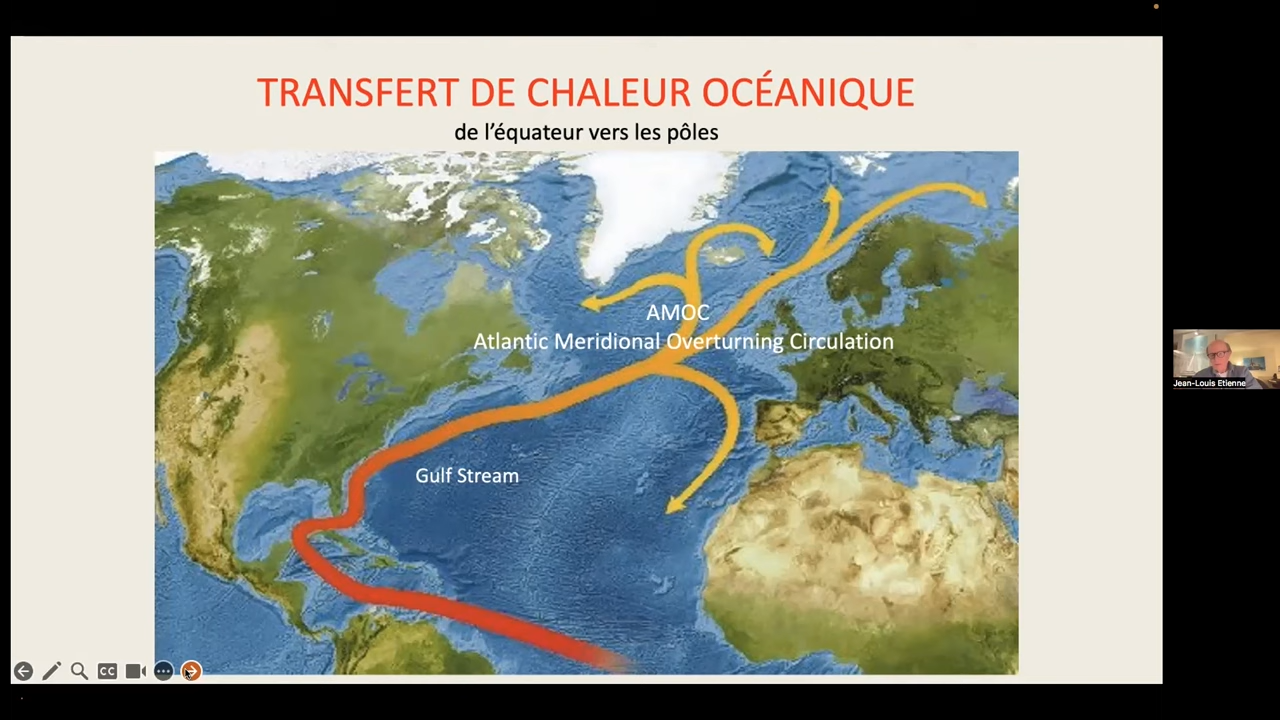 TRANSFERT DE CHALEUR OCÉANIQUE
de l'équateur vers les pôles
AMOC
Atlantic Meridional Overturning Circulation
Gulf Stream
Jean-Louis Etienne
CC